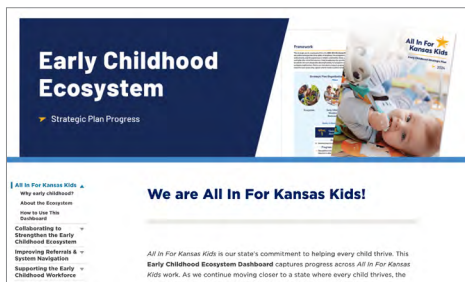 Early Childhood
Ecosystem
Strategic Plan Progress
Framework
All In For
Kansas Kids
All In For Kansas Kids
Why early childhood?
About the Ecosystem
How to Use This
Dashboard
Collaborating to
Strengthen the Early
Childhood Ecosystem
Improving Referrals &
System Navigation
Supporting the Early
Childhood Workforce
We are All In For Kansas Kids!
All In For Kansas Kids is our state's commitment to helping every child thrive. This
Early Childhood Ecosystem Dashboard captures progress across All In For Kansas
Kids work. As we continue moving closer to a state where every child thrives, the